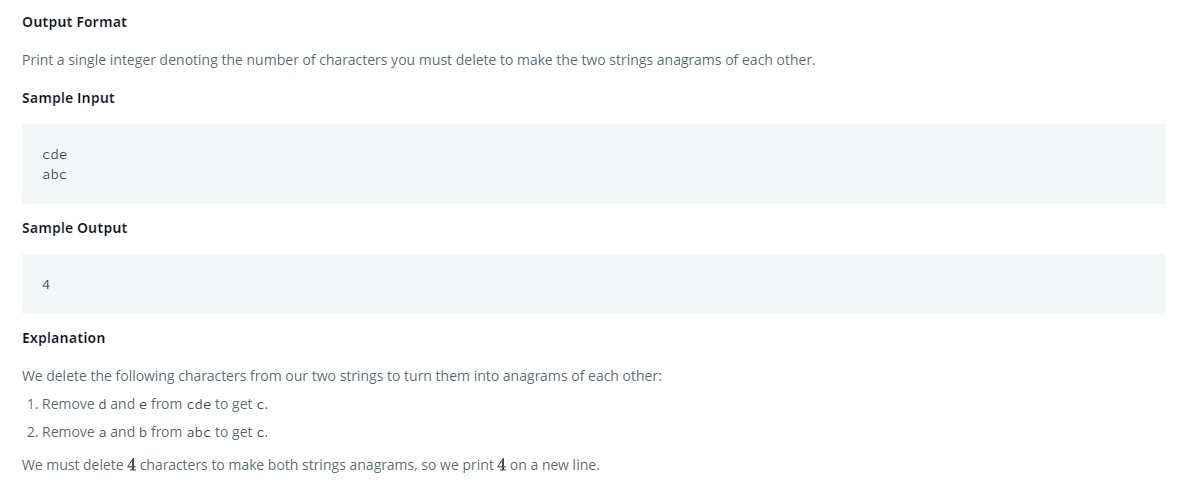 Output Format
Print a single integer denoting the number of characters you must delete to make the two strings anagrams of each other.
Sample Input
cde
abc
Sample Output
4
Explanation
We delete the following characters from our two strings to turn them into anagrams of each other:
1. Remove d and e from cde to get c.
2. Remove a and b from abc to get c.
We must delete 4 characters to make both strings anagrams, so we print 4 on a new line.